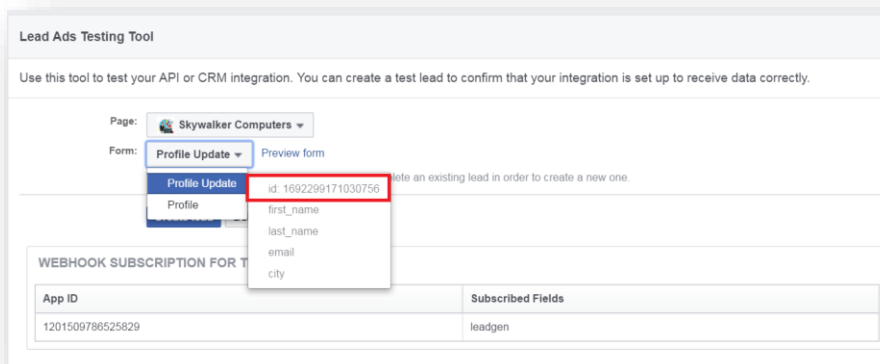 Lead Ads Testing Tool
Use this tool to test your API or CRM integration. You can create a test lead to confirm that your integration is set up to receive data correctly.
Page: Skywalker Computers
Form: Profile Update Preview form
Profile Update
Profile
id: 1692299171030756
first_name
last_name
email
city
an existing lead in order to create a new one.
WEBHOOK SUBSCRIPTION FOR T
App ID Subscribed Fields
1201509786525829 leadgen